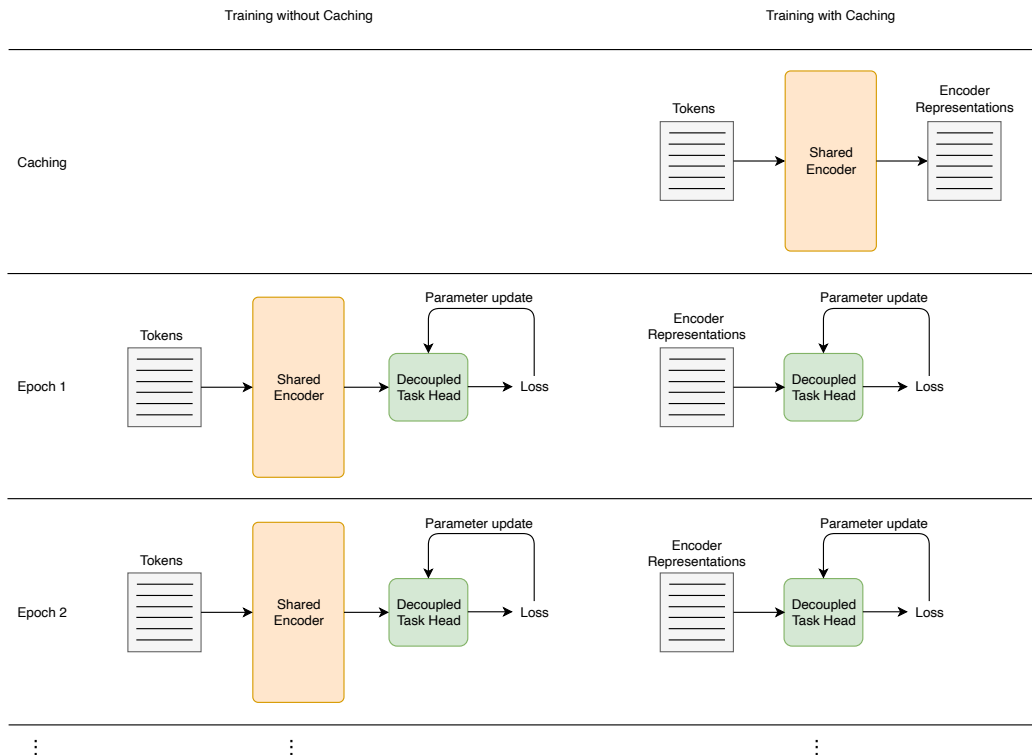 Training without Caching
Training with Caching
Caching
Tokens
Shared
Encoder
Encoder
Representations
Epoch 1
Tokens
Shared
Encoder
Parameter update
Decoupled
Task Head
Loss
Encoder
Representations
Parameter update
Decoupled
Task Head
Loss
Epoch 2
Tokens
Shared
Encoder
Parameter update
Decoupled
Task Head
Loss
Encoder
Representations
Parameter update
Decoupled
Task Head
Loss